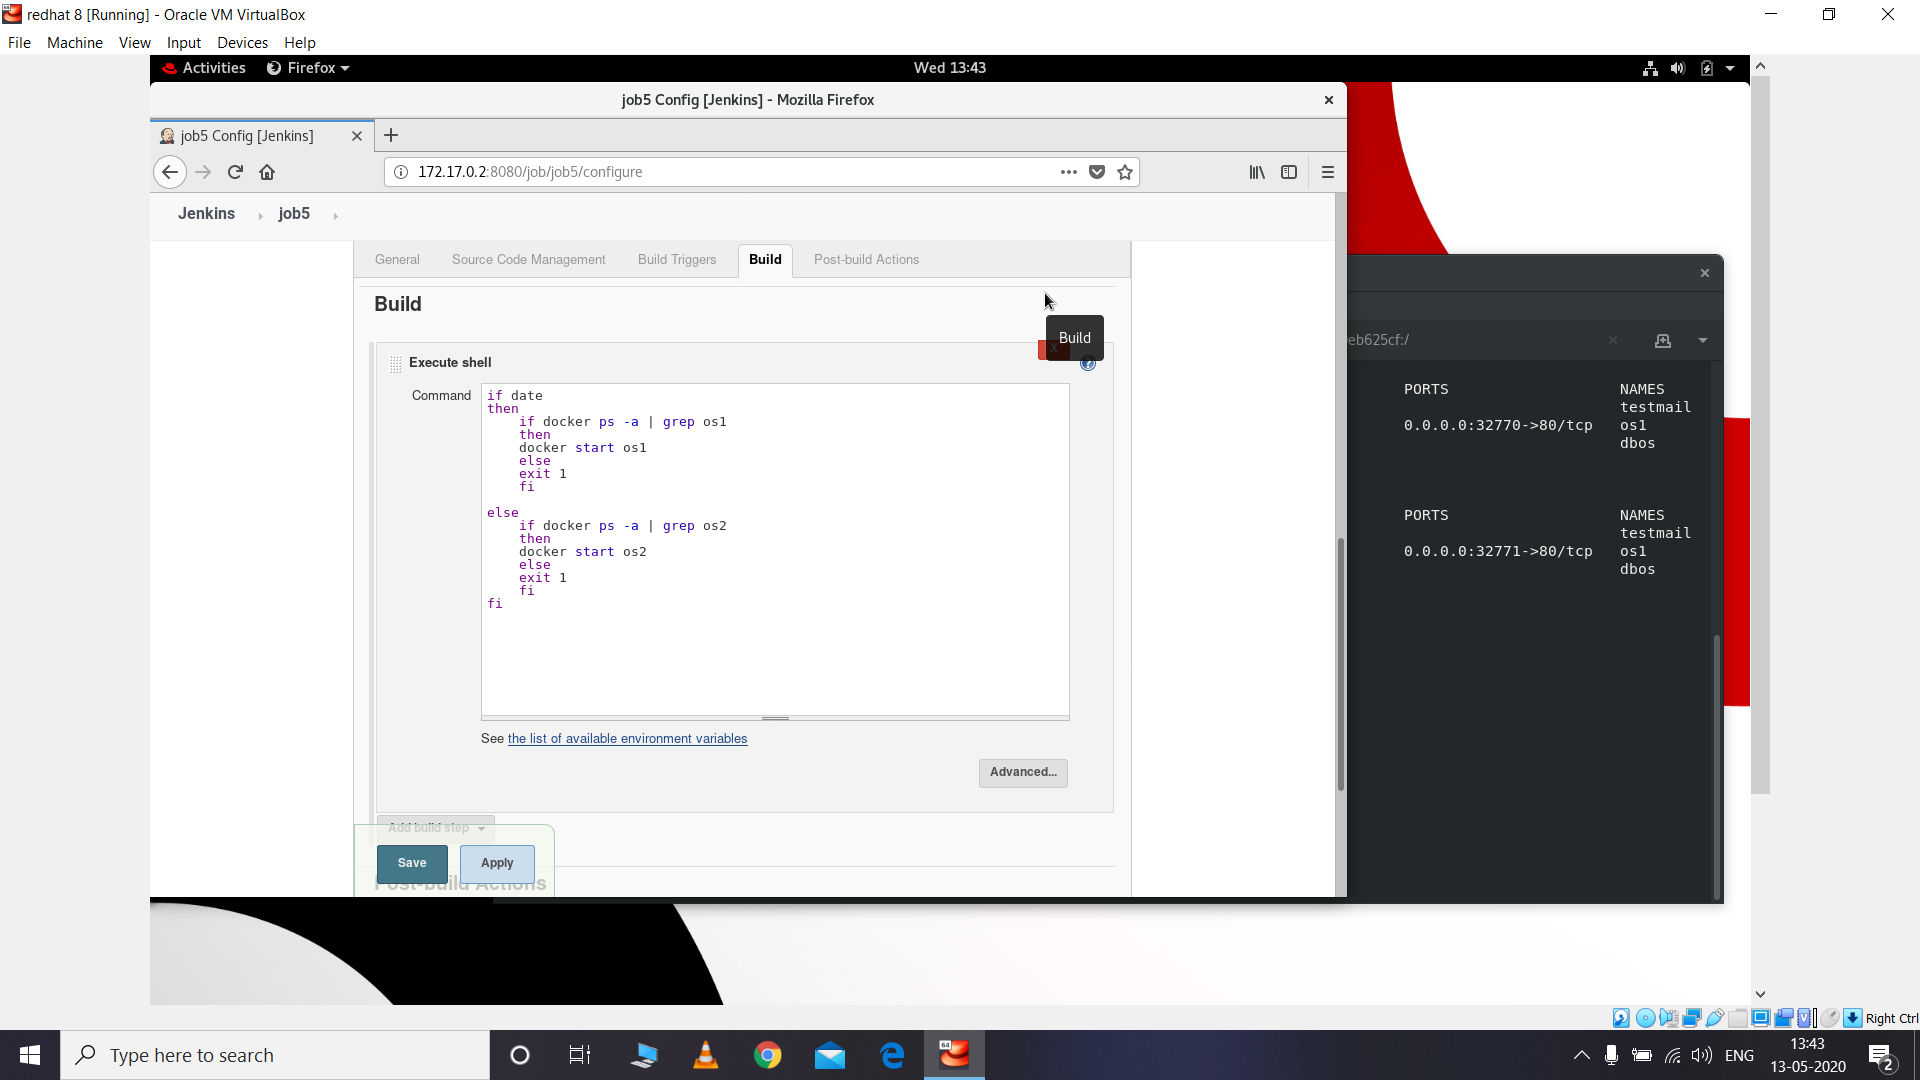 redhat 8 [Running] - Oracle VM VirtualBox
File Machine View Input Devices Help
Activities Firefox Wed 13:43
job5 Config [Jenkins] - Mozilla Firefox
job5 Config [Jenkins]
172.17.0.2:8080/job/job5/configure
Jenkins job5
General Source Code Management Build Triggers Build Post-build Actions
Build
Build
X
Execute shell
Command
if date
then
    if docker ps -a | grep os1
    then
    docker start os1
    else
    exit 1
    fi
else
    if docker ps -a | grep os2
    then
    docker start os2
    else
    exit 1
    fi
fi
See the list of available environment variables
Advanced...
Add build step
Save Apply
Post-build Actions
eb625cf:/
PORTS NAMES
testmail
0.0.0.0:32770->80/tcp os1
dbos
PORTS NAMES
testmail
0.0.0.0:32771->80/tcp os1
dbos
Right Ctrl
Type here to search
64
ENG
13:43
13-05-2020
2